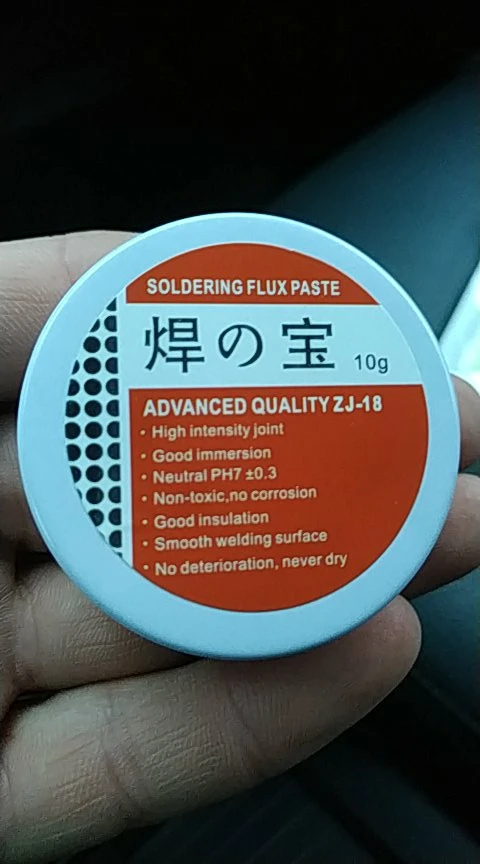 SOLDERING FLUX PASTE
焊の宝 10g
ADVANCED QUALITY ZJ-18
• High intensity joint
• Good immersion
• Neutral PH7 ±0.3
• Non-toxic,no corrosion
• Good insulation
• Smooth welding surface
• No deterioration, never dry